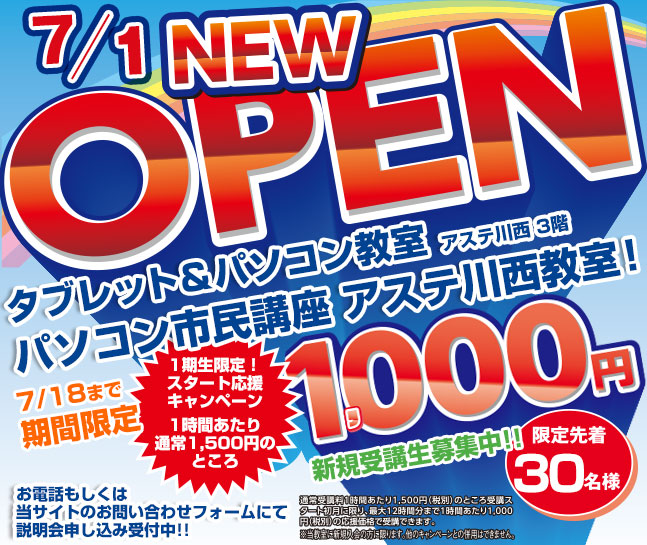 7/1 NEW
OPEN
タブレット&パソコン教室 アステ川西 3階
パソコン市民講座 アステ川西教室!
7/18まで
期間限定
1期生限定!
スタート応援
キャンペーン
1時間あたり
通常1,500円の
ところ
1,000円
新規受講生募集中!!
限定先着
30名様
お電話もしくは
当サイトのお問い合わせフォームにて
説明会申し込み受付中!!
通常受講料1時間あたり1,500円(税別)のところ受講ス
タート初月に限り、最大12時間分まで1時間あたり1,000
円(税別)の応援価格で受講できます。
※当教室に新規入会の方に限ります。他のキャンペーンとの併用はできません。